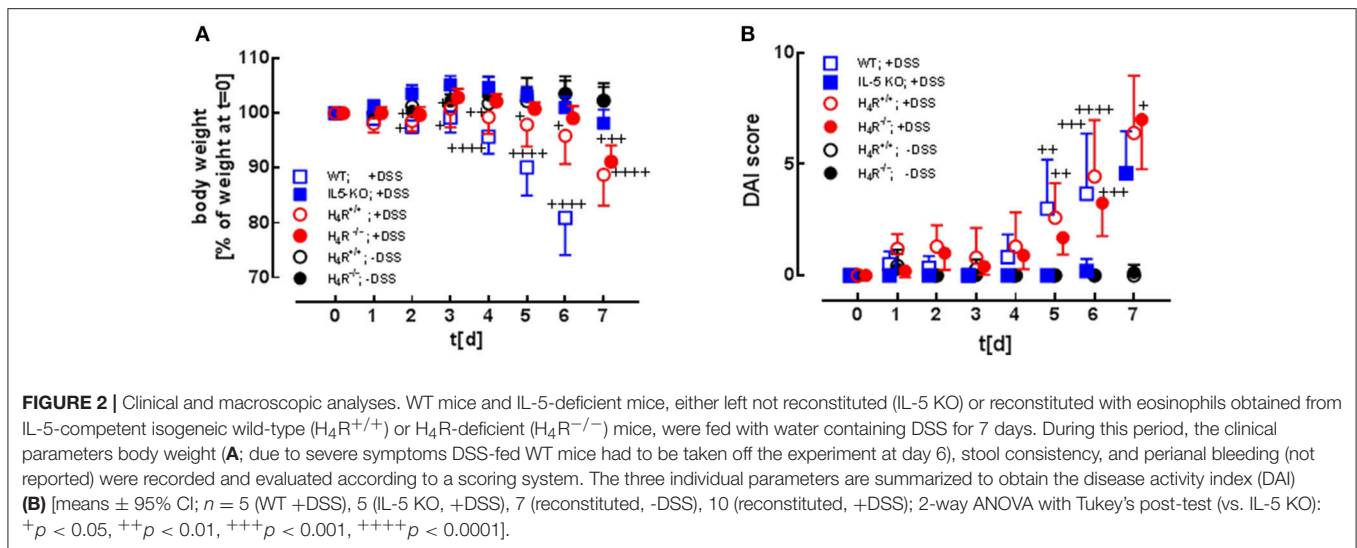 A
body weight
[% of weight at t=0]
110
100
90
80
70
WT; +DSS
IL5-KO; +DSS
H₄R⁺/⁺; +DSS
H₄R⁻/⁻; +DSS
H₄R⁺/⁺; -DSS
H₄R⁻/⁻; -DSS
0 1 2 3 4 5 6 7
t[d]
B
DAI score
10
5
0
WT; +DSS
IL-5 KO; +DSS
H₄R⁺/⁺; +DSS
H₄R⁻/⁻; +DSS
H₄R⁺/⁺; -DSS
H₄R⁻/⁻; -DSS
0 1 2 3 4 5 6 7
t[d]
FIGURE 2 | Clinical and macroscopic analyses. WT mice and IL-5-deficient mice, either left not reconstituted (IL-5 KO) or reconstituted with eosinophils obtained from
IL-5-competent isogeneic wild-type (H₄R⁺/⁺) or H₄R-deficient (H₄R⁻/⁻) mice, were fed with water containing DSS for 7 days. During this period, the clinical
parameters body weight (A; due to severe symptoms DSS-fed WT mice had to be taken off the experiment at day 6), stool consistency, and perianal bleeding (not
reported) were recorded and evaluated according to a scoring system. The three individual parameters are summarized to obtain the disease activity index (DAI)
(B) [means ± 95% CI; n = 5 (WT +DSS), 5 (IL-5 KO, +DSS), 7 (reconstituted, -DSS), 10 (reconstituted, +DSS); 2-way ANOVA with Tukey's post-test (vs. IL-5 KO):
⁺p < 0.05, ⁺⁺p < 0.01, ⁺⁺⁺p < 0.001, ⁺⁺⁺⁺p < 0.0001].